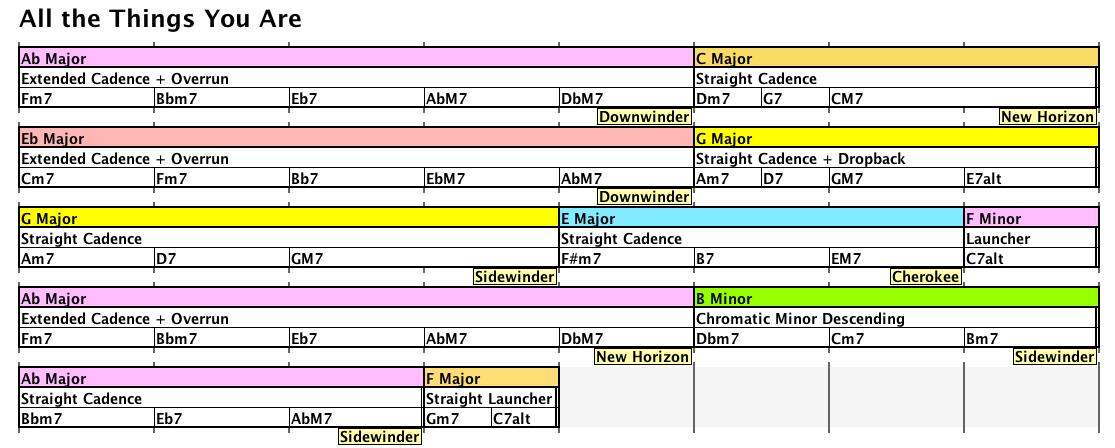 All the Things You Are
Ab Major C Major
Extended Cadence + Overrun Straight Cadence
Fm7 Bbm7 Eb7 AbM7 DbM7 Dm7 G7 CM7
Downwinder New Horizon
Eb Major G Major
Extended Cadence + Overrun Straight Cadence + Dropback
Cm7 Fm7 Bb7 EbM7 AbM7 Am7 D7 GM7 E7alt
Downwinder
G Major E Major F Minor
Straight Cadence Straight Cadence Launcher
Am7 D7 GM7 F#m7 B7 EM7 C7alt
Sidewinder Cherokee
Ab Major B Minor
Extended Cadence + Overrun Chromatic Minor Descending
Fm7 Bbm7 Eb7 AbM7 DbM7 Dbm7 Cm7 Bm7
New Horizon Sidewinder
Ab Major F Major
Straight Cadence Straight Launcher
Bbm7 Eb7 AbM7 Gm7 C7alt
Sidewinder